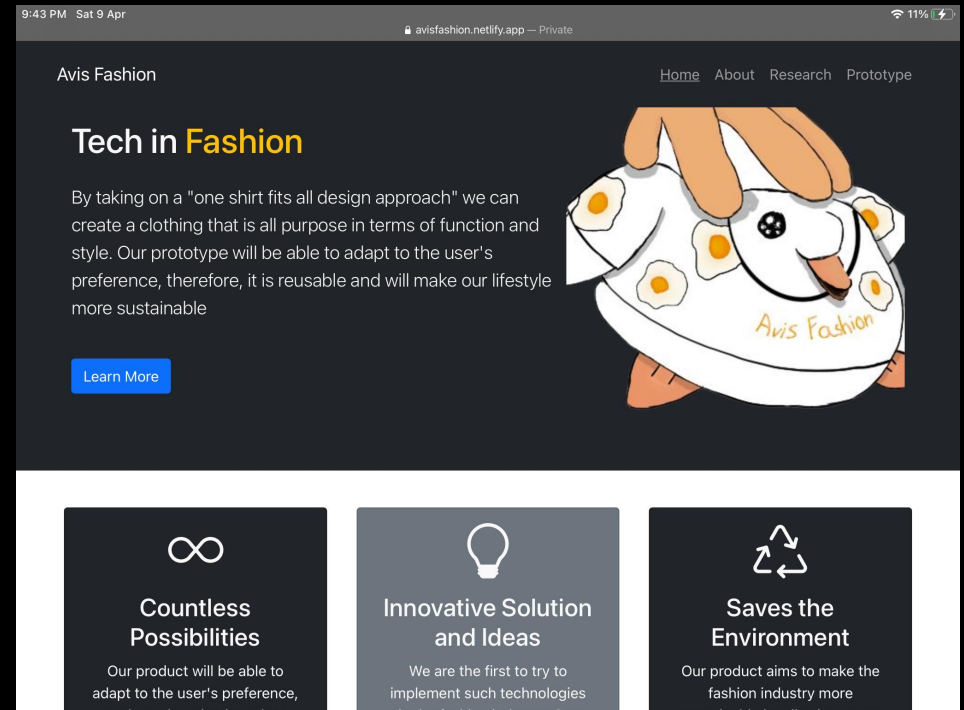 9:43 PM Sat 9 Apr
11%
avisfashion.netlify.app — Private
Avis Fashion
Home About Research Prototype
Tech in Fashion
By taking on a "one shirt fits all design approach" we can
create a clothing that is all purpose in terms of function and
style. Our prototype will be able to adapt to the user's
preference, therefore, it is reusable and will make our lifestyle
more sustainable
Learn More
Avis Fashion
Countless
Possibilities
Our product will be able to
adapt to the user's preference,
Innovative Solution
and Ideas
We are the first to try to
implement such technologies
Saves the
Environment
Our product aims to make the
fashion industry more